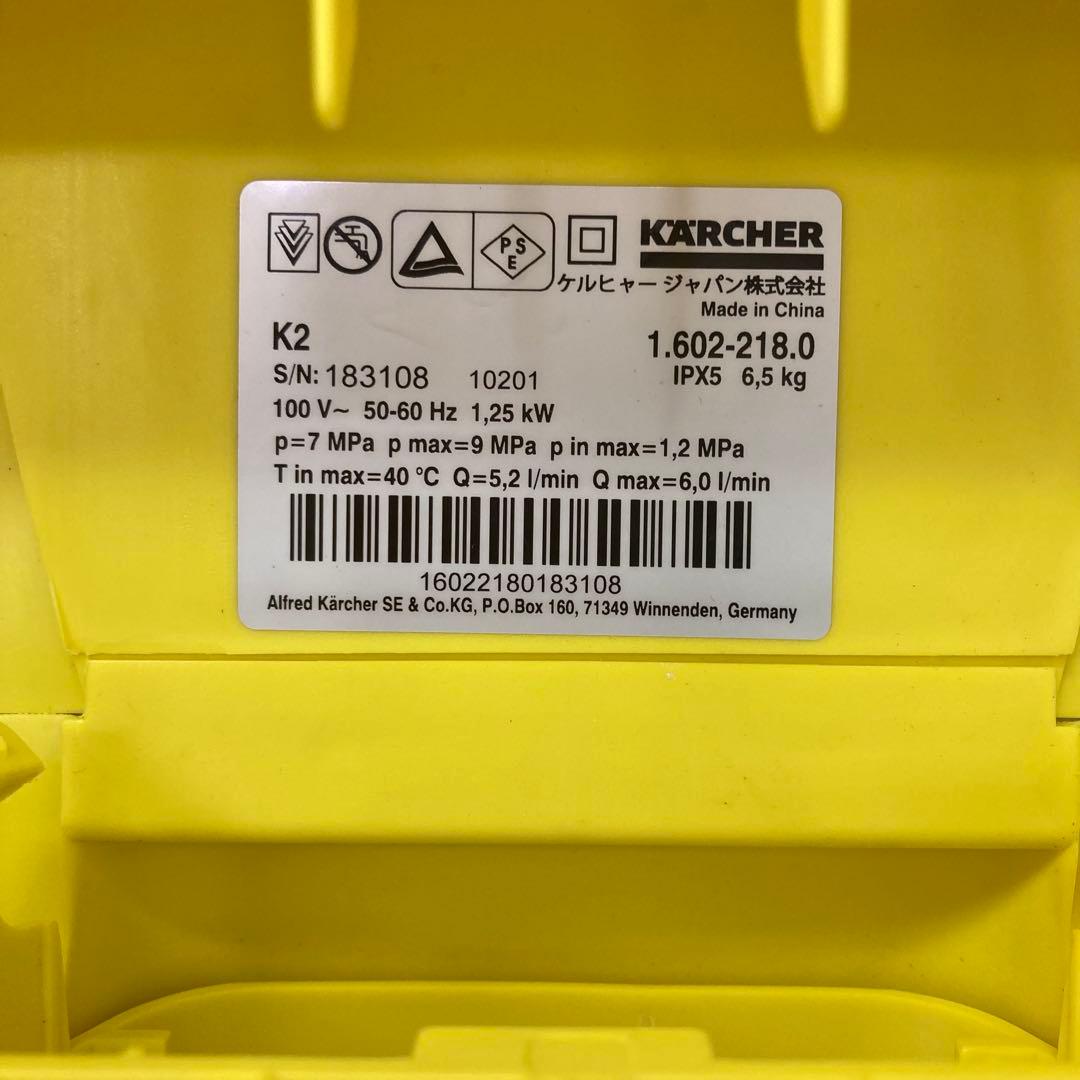 PSE
KÄRCHER
ケルヒャー ジャパン株式会社
Made in China
K2
1.602-218.0
S/N: 183108 10201
IPX5 6,5 kg
100 V~ 50-60 Hz 1,25 kW
p=7 MPa p max=9 MPa p in max=1,2 MPa
T in max=40 °C Q=5,2 l/min Q max=6,0 l/min
16022180183108
Alfred Kärcher SE & Co.KG, P.O.Box 160, 71349 Winnenden, Germany